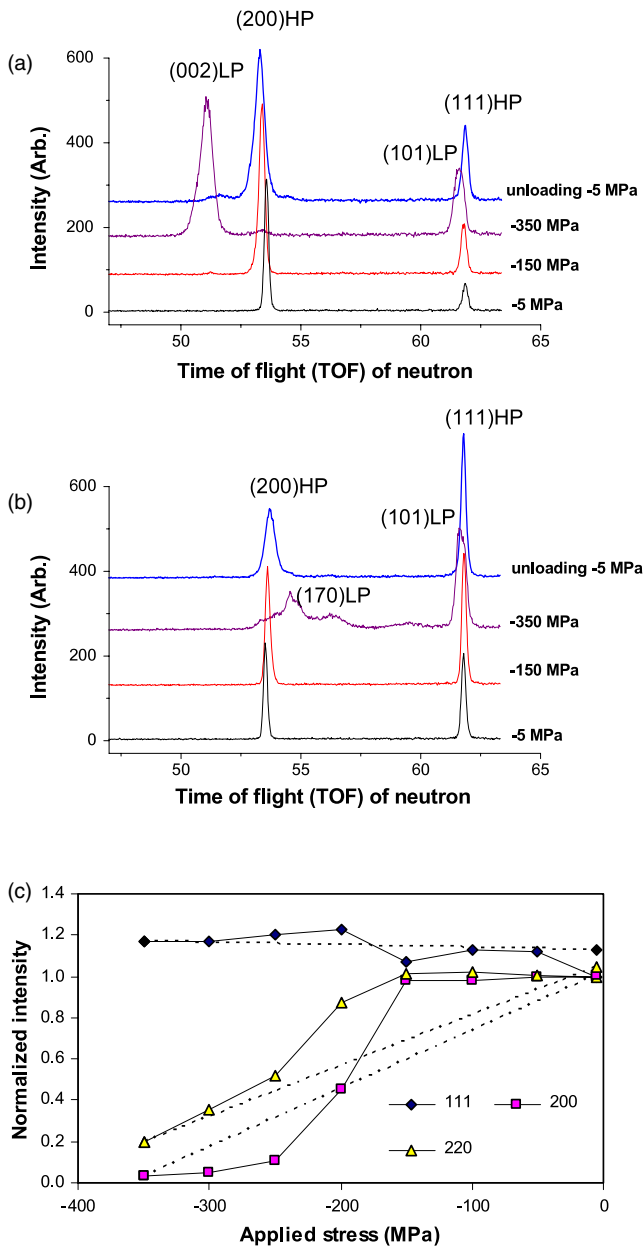 (a)
(200)HP
(002)LP
(111)HP
(101)LP
600
400
200
0
Intensity (Arb.)
unloading -5 MPa
-350 MPa
-150 MPa
-5 MPa
50 55 60 65
Time of flight (TOF) of neutron
(b)
(111)HP
(200)HP
(101)LP
(170)LP
600
400
200
0
Intensity (Arb.)
unloading -5 MPa
-350 MPa
-150 MPa
-5 MPa
50 55 60 65
Time of flight (TOF) of neutron
(c)
1.4
1.2
1.0
0.8
0.6
0.4
0.2
0.0
Normalized intensity
111 200
220
-400 -300 -200 -100 0
Applied stress (MPa)